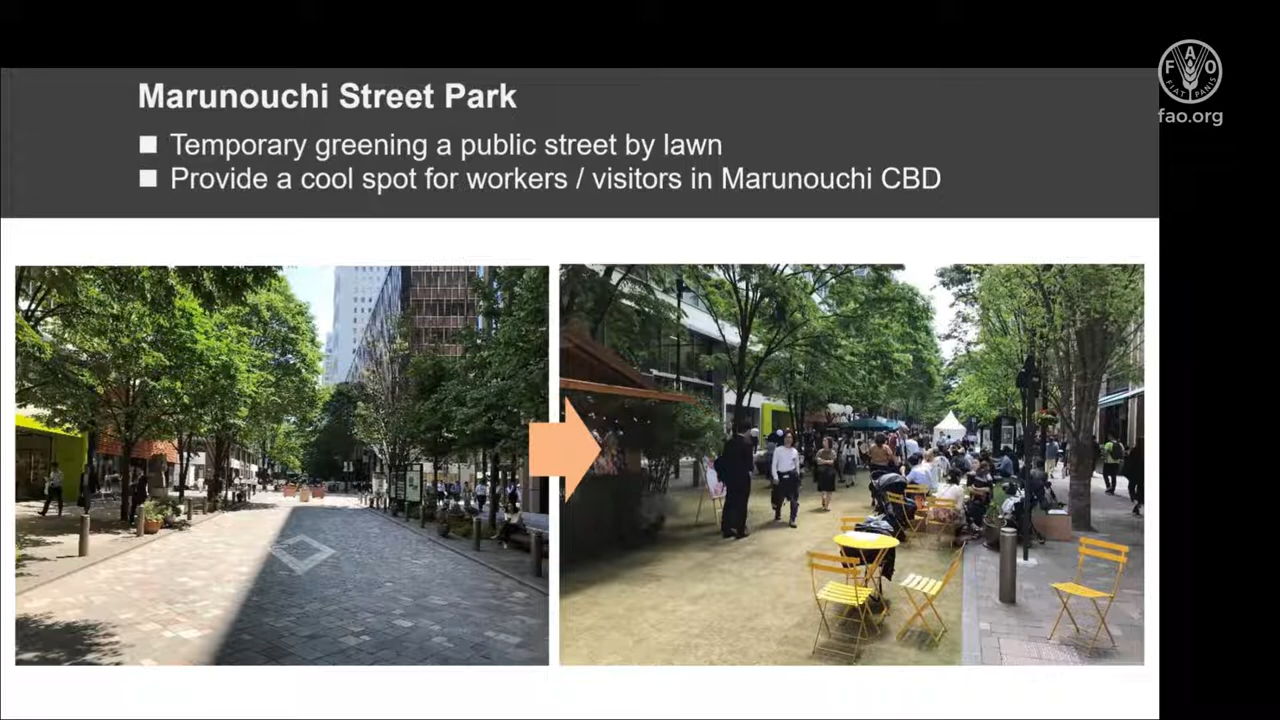 Marunouchi Street Park
■ Temporary greening a public street by lawn
■ Provide a cool spot for workers / visitors in Marunouchi CBD
F A O
FIAT PANIS
fao.org